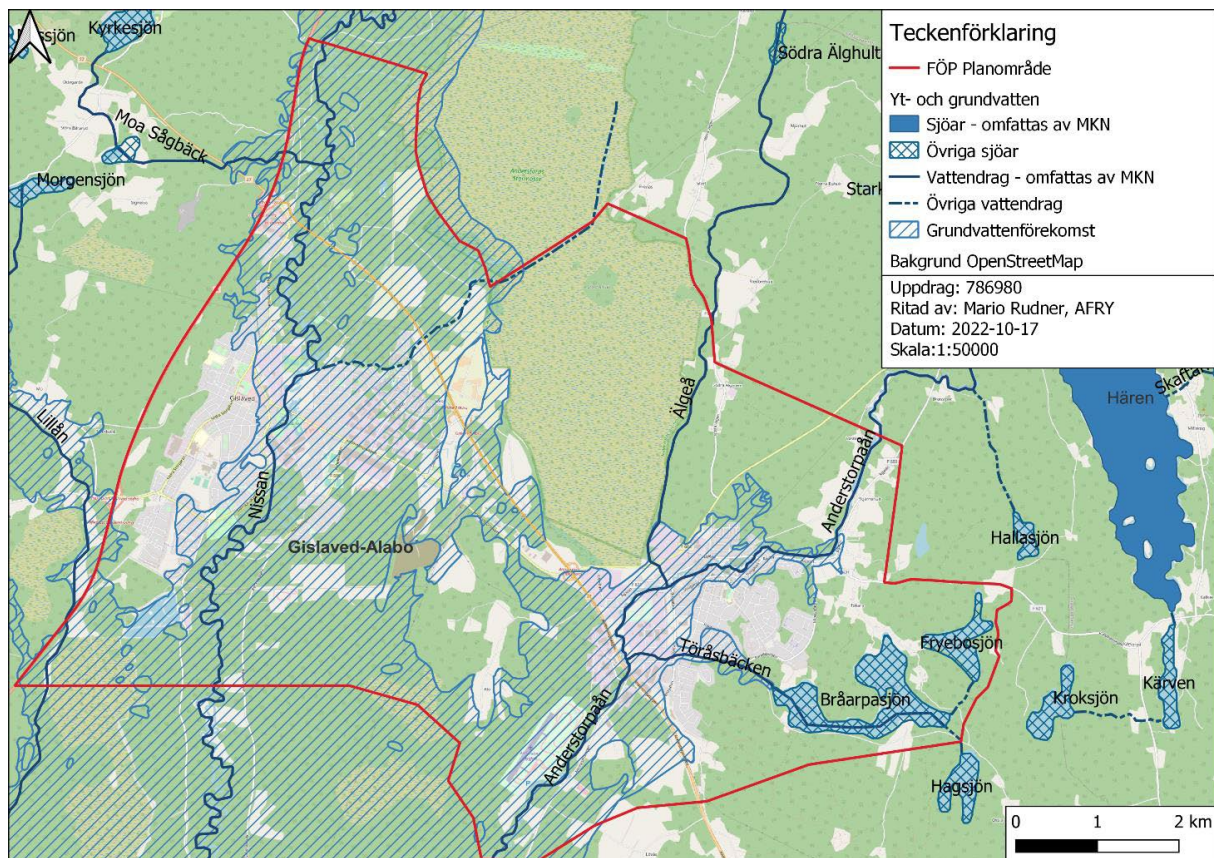 Kyrkesjön
Södra Älghult
Moa Sågbäck
Morgensjön
Stark
Lillån
Gislaved
Nissan
Älgeå
Anderstorpaån
Hären
Skaftån
Hallasjön
Gislaved-Alabo
Töråsbäcken
Fryebosjön
Bråarpasjön
Kroksjön
Kärven
Anderstorpaån
Hagsjön
Teckenförklaring
FÖP Planområde
Yt- och grundvatten
Sjöar - omfattas av MKN
Övriga sjöar
Vattendrag - omfattas av MKN
Övriga vattendrag
Grundvattenförekomst
Bakgrund OpenStreetMap
Uppdrag: 786980
Ritad av: Mario Rudner, AFRY
Datum: 2022-10-17
Skala:1:50000
0 1 2 km